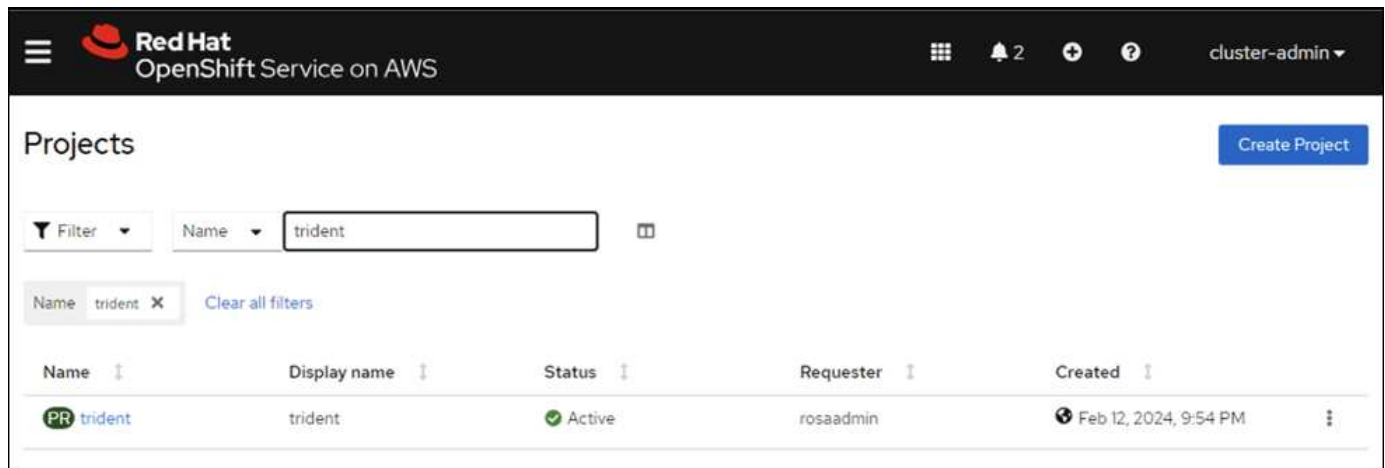 Red Hat
OpenShift Service on AWS
2
cluster-admin
Projects
Create Project
Filter
Name
trident
Name trident Clear all filters
Name Display name Status Requester Created
PR trident trident Active rosaadmin Feb 12, 2024, 9:54 PM